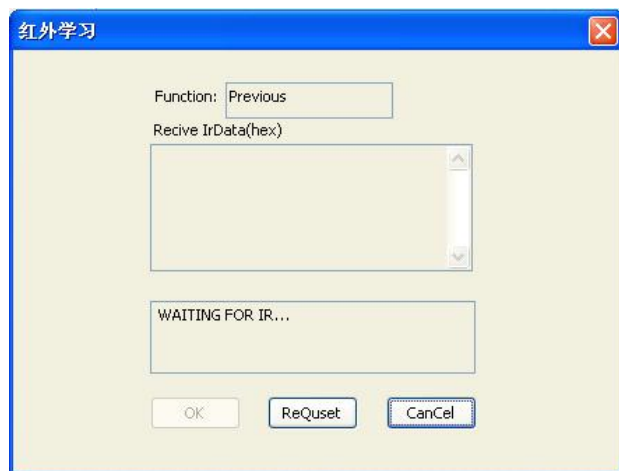 红外学习
Function: Previous
Recive IrData(hex)
WAITING FOR IR...
OK ReQuset CanCel